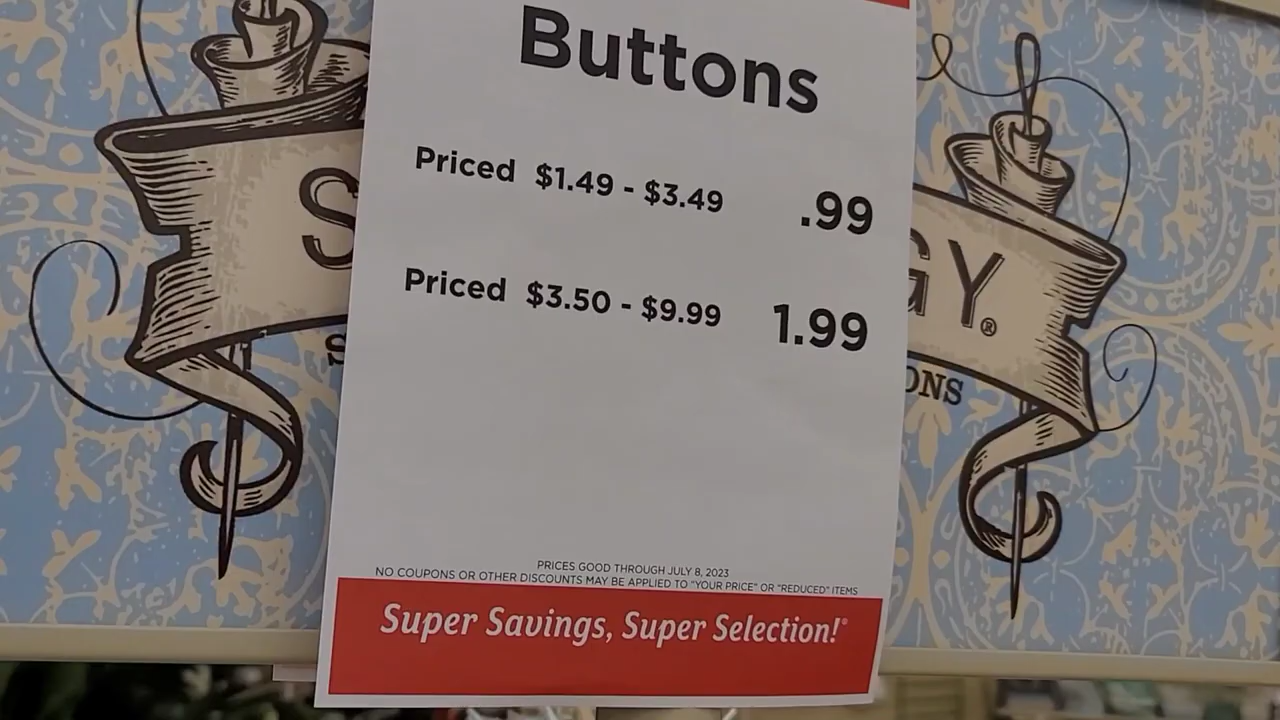 Buttons
Priced $1.49 - $3.49 .99
Priced $3.50 - $9.99 1.99
PRICES GOOD THROUGH JULY 8, 2023
NO COUPONS OR OTHER DISCOUNTS MAY BE APPLIED TO "YOUR PRICE" OR "REDUCED" ITEMS
Super Savings, Super Selection!®
S
GY®
S
ONS